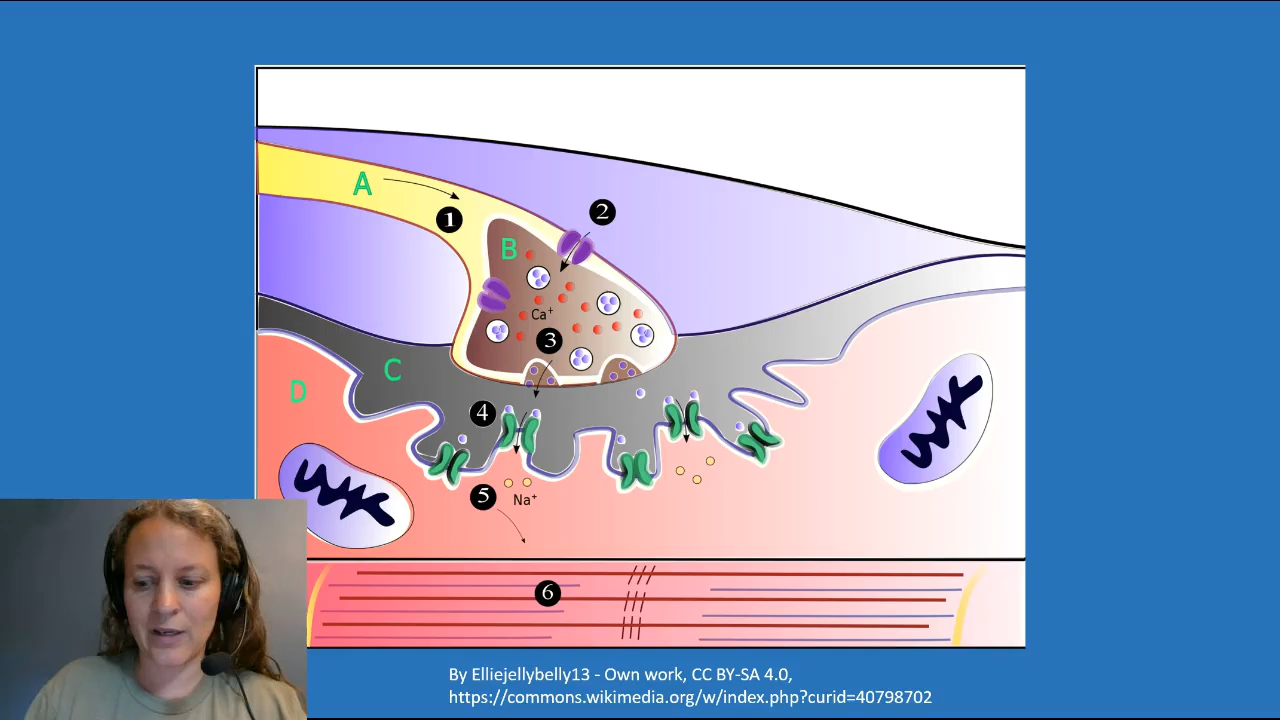 A
1
2
B
Ca⁺
3
C
D
4
5
Na⁺
6
By Elliejellybelly13 - Own work, CC BY-SA 4.0,
https://commons.wikimedia.org/w/index.php?curid=40798702